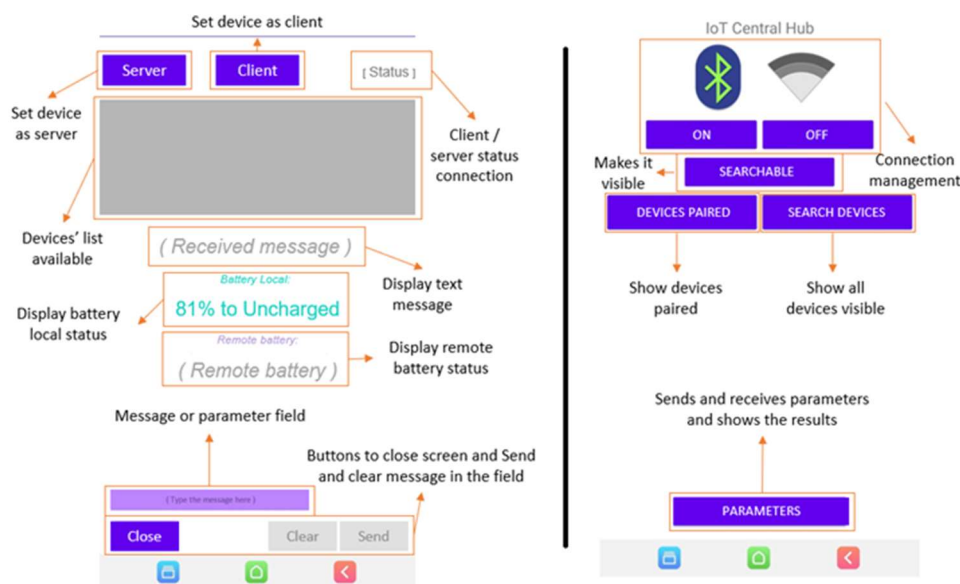 Set device as client
Server
Client
[ Status ]
Set device
as server
Client /
server status
connection
Devices' list
available
( Received message )
Display text
message
Battery Local:
81% to Uncharged
Display battery
local status
Remote battery:
( Remote battery )
Display remote
battery status
Message or parameter field
Buttons to close screen and Send
and clear message in the field
( Type the message here )
Close
Clear
Send
IoT Central Hub
ON
OFF
Makes it
visible
SEARCHABLE
Connection
management
DEVICES PAIRED
SEARCH DEVICES
Show devices
paired
Show all
devices visible
Sends and receives parameters
and shows the results
PARAMETERS